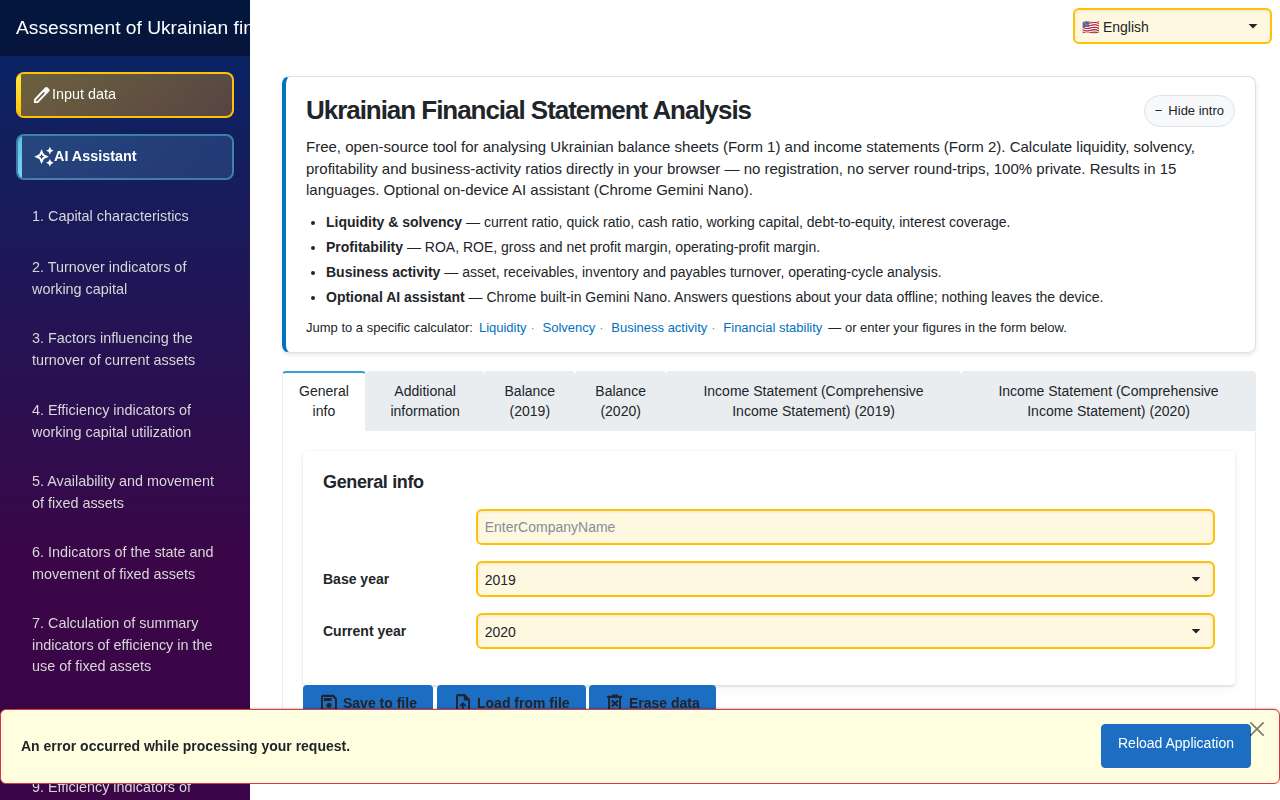 Assessment of Ukrainian fin
English
Input data
AI Assistant
1. Capital characteristics
2. Turnover indicators of
working capital
3. Factors influencing the
turnover of current assets
4. Efficiency indicators of
working capital utilization
5. Availability and movement
of fixed assets
6. Indicators of the state and
movement of fixed assets
7. Calculation of summary
indicators of efficiency in the
use of fixed assets
9. Efficiency indicators of
Ukrainian Financial Statement Analysis
− Hide intro
Free, open-source tool for analysing Ukrainian balance sheets (Form 1) and income statements (Form 2). Calculate liquidity, solvency,
profitability and business-activity ratios directly in your browser — no registration, no server round-trips, 100% private. Results in 15
languages. Optional on-device AI assistant (Chrome Gemini Nano).
• Liquidity & solvency — current ratio, quick ratio, cash ratio, working capital, debt-to-equity, interest coverage.
• Profitability — ROA, ROE, gross and net profit margin, operating-profit margin.
• Business activity — asset, receivables, inventory and payables turnover, operating-cycle analysis.
• Optional AI assistant — Chrome built-in Gemini Nano. Answers questions about your data offline; nothing leaves the device.
Jump to a specific calculator: Liquidity · Solvency · Business activity · Financial stability — or enter your figures in the form below.
General
info
Additional
information
Balance
(2019)
Balance
(2020)
Income Statement (Comprehensive
Income Statement) (2019)
Income Statement (Comprehensive
Income Statement) (2020)
General info
EnterCompanyName
Base year
2019
Current year
2020
Save to file
Load from file
Erase data
An error occurred while processing your request.
Reload Application